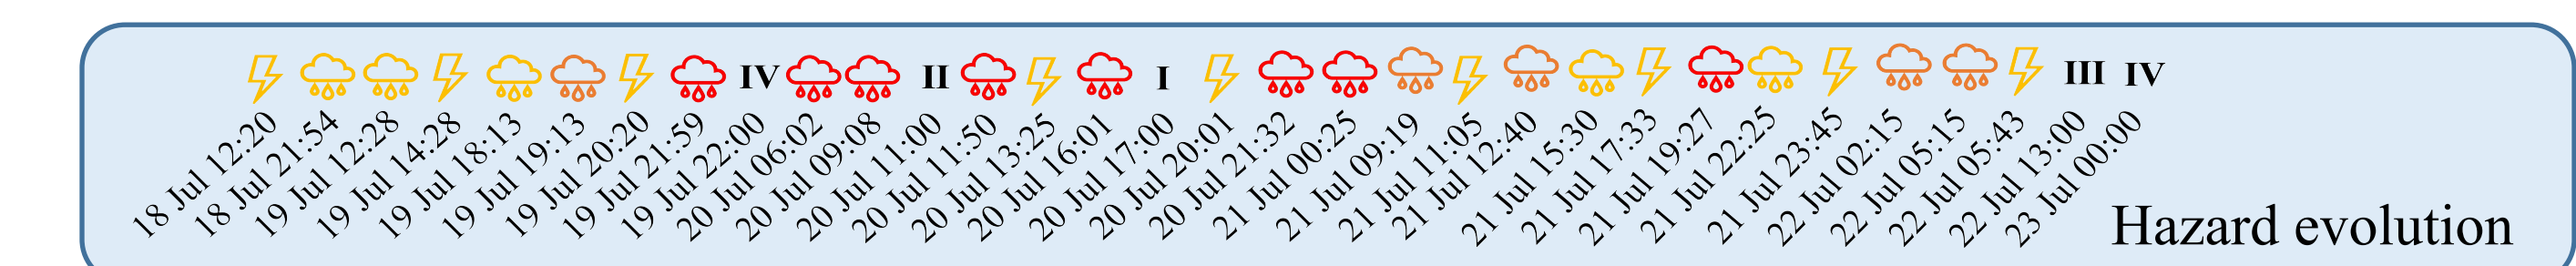 IV II I III IV
18 Jul 12:20
18 Jul 21:54
19 Jul 12:28
19 Jul 14:28
19 Jul 18:13
19 Jul 19:13
19 Jul 20:20
19 Jul 21:59
19 Jul 22:00
20 Jul 06:02
20 Jul 09:08
20 Jul 11:00
20 Jul 11:50
20 Jul 13:25
20 Jul 16:01
20 Jul 17:00
20 Jul 20:01
20 Jul 21:32
21 Jul 00:25
21 Jul 09:19
21 Jul 11:05
21 Jul 12:40
21 Jul 15:30
21 Jul 17:33
21 Jul 19:27
21 Jul 22:25
21 Jul 23:45
22 Jul 02:15
22 Jul 05:15
22 Jul 05:43
22 Jul 13:00
23 Jul 00:00
Hazard evolution